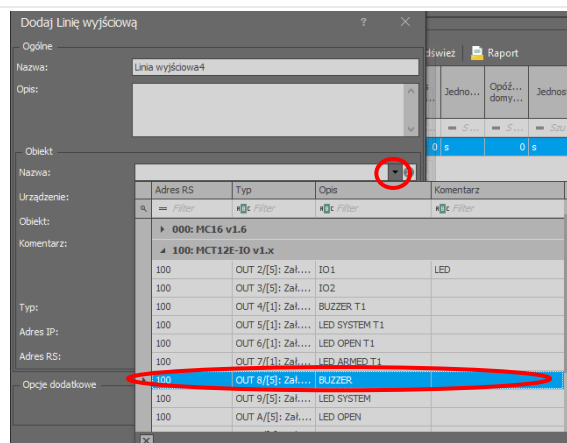 Dodaj Linię wyjściową ? ×
Ogólne
śwież Raport
Nazwa: Linia wyjściowa4
Opis:
Jedno... Opóź... domy... Jednos
= S... = S... = Szu
0 s 0 s
Obiekt
Nazwa:
Urządzenie:
Obiekt:
Komentarz:
Typ:
Adres IP:
Adres RS:
Opcje dodatkowe
Adres RS Typ Opis Komentarz
= Filter Filter Filter Filter
000: MC16 v1.6
100: MCT12E-IO v1.x
100 OUT 2/[5]: Zał.... IO1 LED
100 OUT 3/[5]: Zał.... IO2
100 OUT 4/[1]: Zał.... BUZZER T1
100 OUT 5/[1]: Zał.... LED SYSTEM T1
100 OUT 6/[1]: Zał.... LED OPEN T1
100 OUT 7/[1]: Zał.... LED ARMED T1
100 OUT 8/[5]: Zał.... BUZZER
100 OUT 9/[5]: Zał.... LED SYSTEM
100 OUT A/[5]: Zał.... LED OPEN